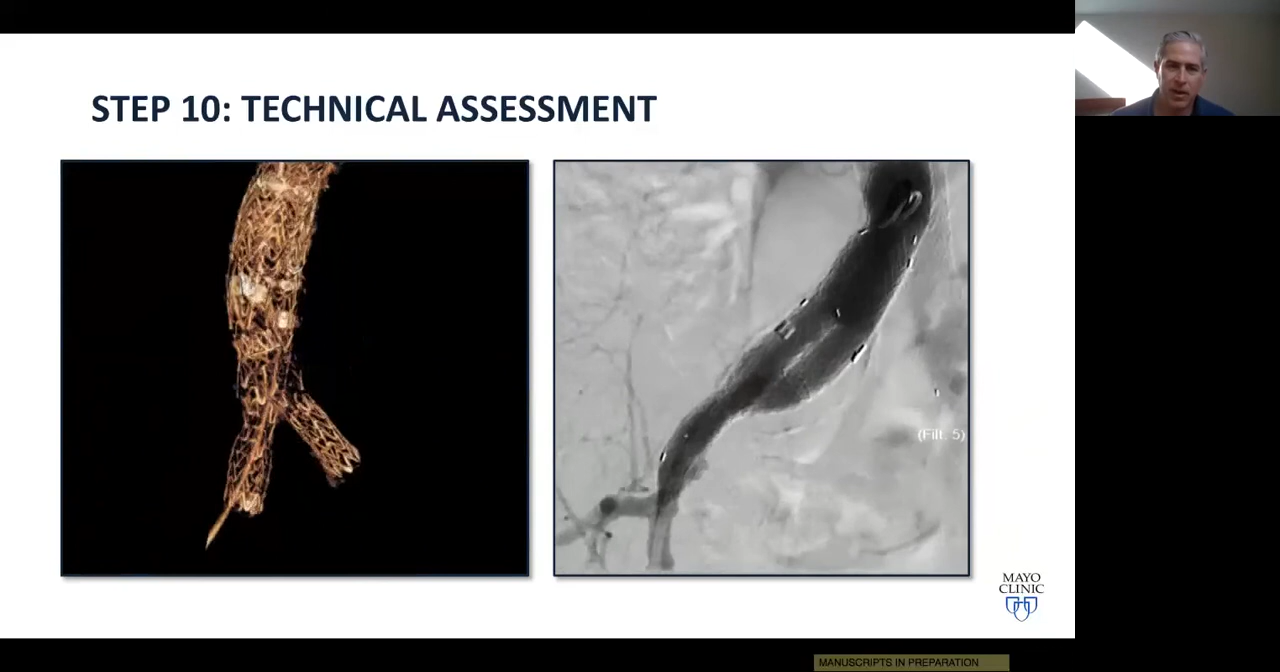 STEP 10: TECHNICAL ASSESSMENT
(Filt. 5)
MAYO
CLINIC
MANUSCRIPTS IN PREPARATION